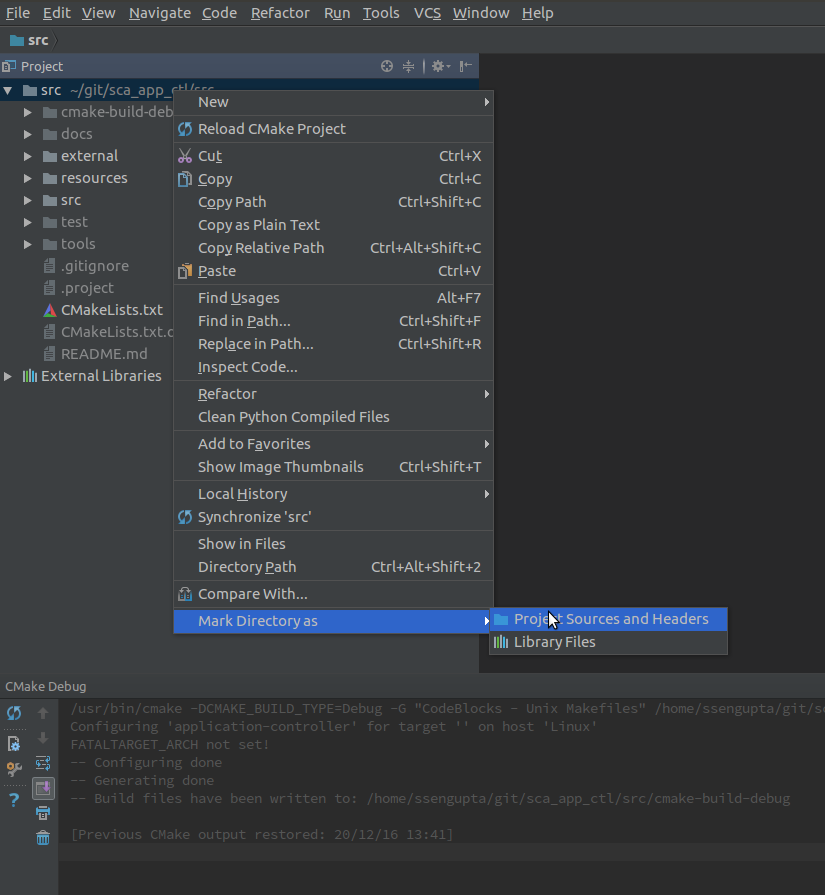 File Edit View Navigate Code Refactor Run Tools VCS Window Help
src
Project
src ~/git/sca_app_ctl/src
New
cmake-build-deb
Reload CMake Project
docs
external
Cut Ctrl+X
resources
Copy Ctrl+C
src
Copy Path Ctrl+Shift+C
test
Copy as Plain Text
tools
Copy Relative Path Ctrl+Alt+Shift+C
.gitignore
Paste Ctrl+V
.project
Find Usages Alt+F7
CMakeLists.txt
Find in Path... Ctrl+Shift+F
CMakeLists.txt.
Replace in Path... Ctrl+Shift+R
README.md
Inspect Code...
External Libraries
Refactor
Clean Python Compiled Files
Add to Favorites
Show Image Thumbnails Ctrl+Shift+T
Local History
Synchronize 'src'
Show in Files
Directory Path Ctrl+Alt+Shift+2
Compare With...
Mark Directory as
Project Sources and Headers
Library Files
CMake Debug
/usr/bin/cmake -DCMAKE_BUILD_TYPE=Debug -G "CodeBlocks - Unix Makefiles" /home/ssengupta/git/sc
Configuring 'application-controller' for target '' on host 'Linux'
FATALTARGET_ARCH not set!
-- Configuring done
-- Generating done
-- Build files have been written to: /home/ssengupta/git/sca_app_ctl/src/cmake-build-debug
[Previous CMake output restored: 20/12/16 13:41]